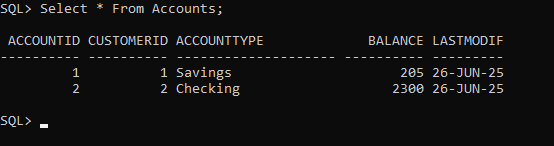 SQL> Select * From Accounts;
ACCOUNTID CUSTOMERID ACCOUNTTYPE BALANCE LASTMODIF
---------- ---------- -------------------- ---------- ---------
1 1 Savings 205 26-JUN-25
2 2 Checking 2300 26-JUN-25
SQL> _